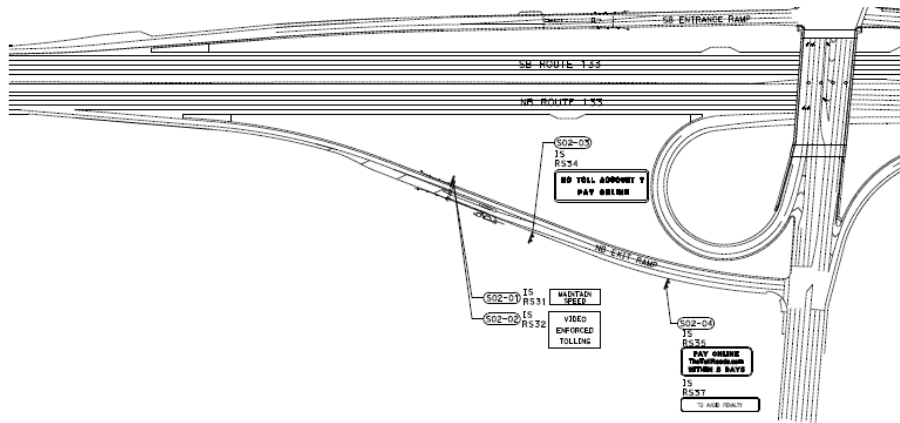 SB ENTRANCE RAMP
SB ROUTE 133
NB ROUTE 133
S02-03
IS
RS34
NO TOLL ACCOUNT ?
PAY ONLINE
NB EXIT RAMP
S02-01
IS
RS31
MAINTAIN
SPEED
S02-02
IS
RS32
VIDEO
ENFORCED
TOLLING
S02-04
IS
RS35
PAY ONLINE
TheTollRoads.com
WITHIN 5 DAYS
IS
RS37
TO AVOID PENALTY